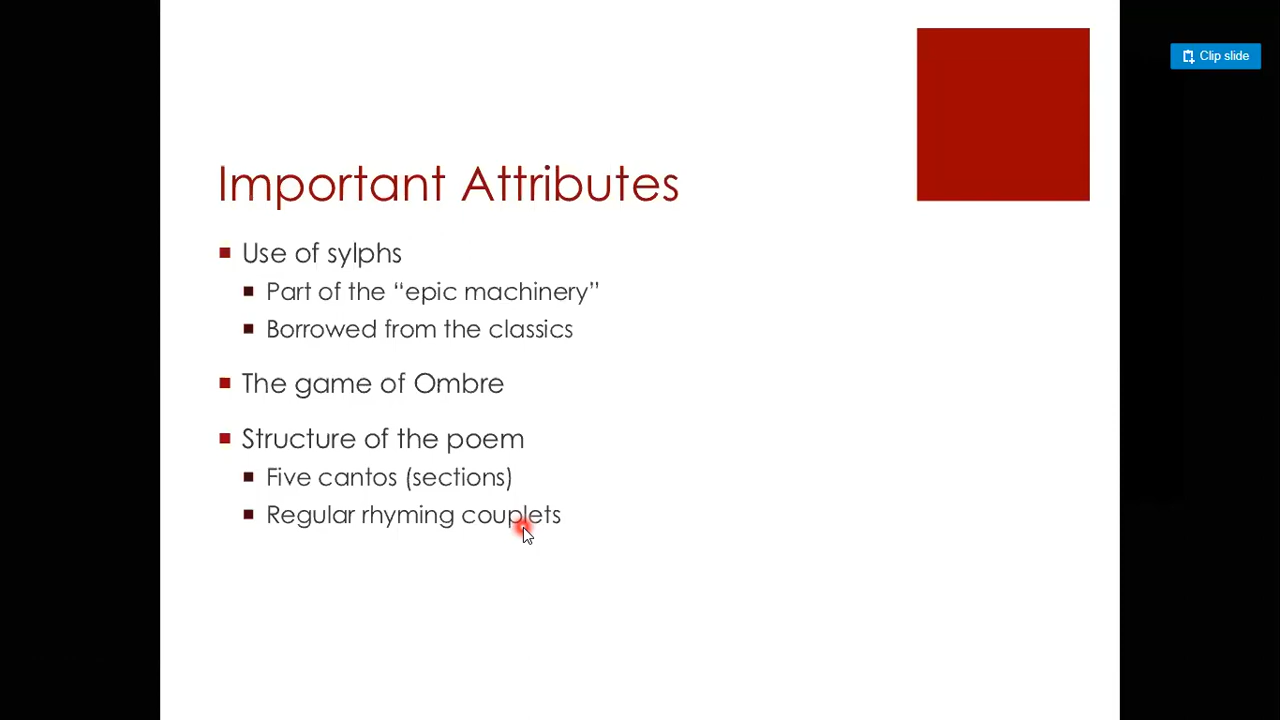 Clip slide
Important Attributes
Use of sylphs
Part of the “epic machinery”
Borrowed from the classics
The game of Ombre
Structure of the poem
Five cantos (sections)
Regular rhyming couplets